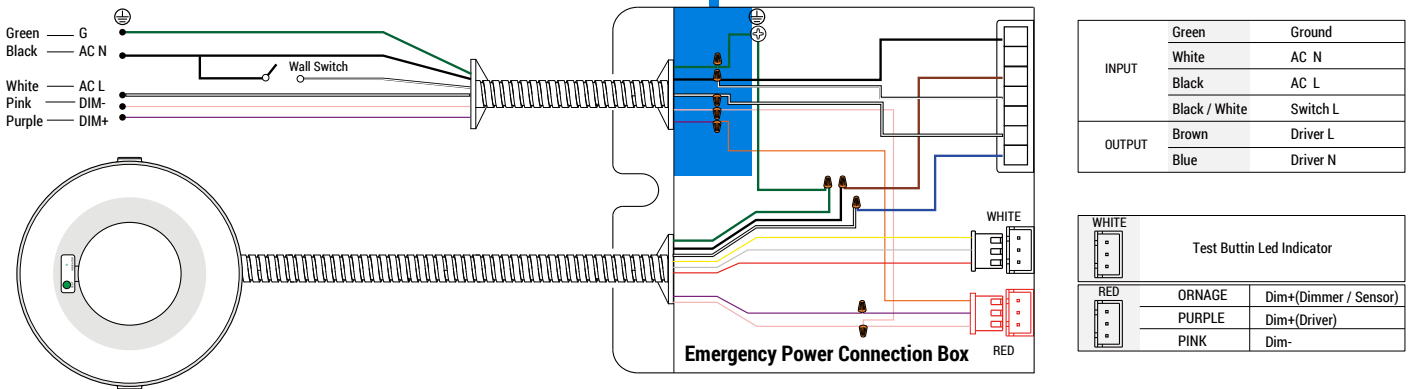 Green G
Black AC N
Wall Switch
White AC L
Pink DIM-
Purple DIM+
WHITE
RED
Emergency Power Connection Box
INPUT
Green Ground
White AC N
Black AC L
Black / White Switch L
OUTPUT
Brown Driver L
Blue Driver N
WHITE
Test Buttin Led Indicator
RED
ORNAGE Dim+(Dimmer / Sensor)
PURPLE Dim+(Driver)
PINK Dim-